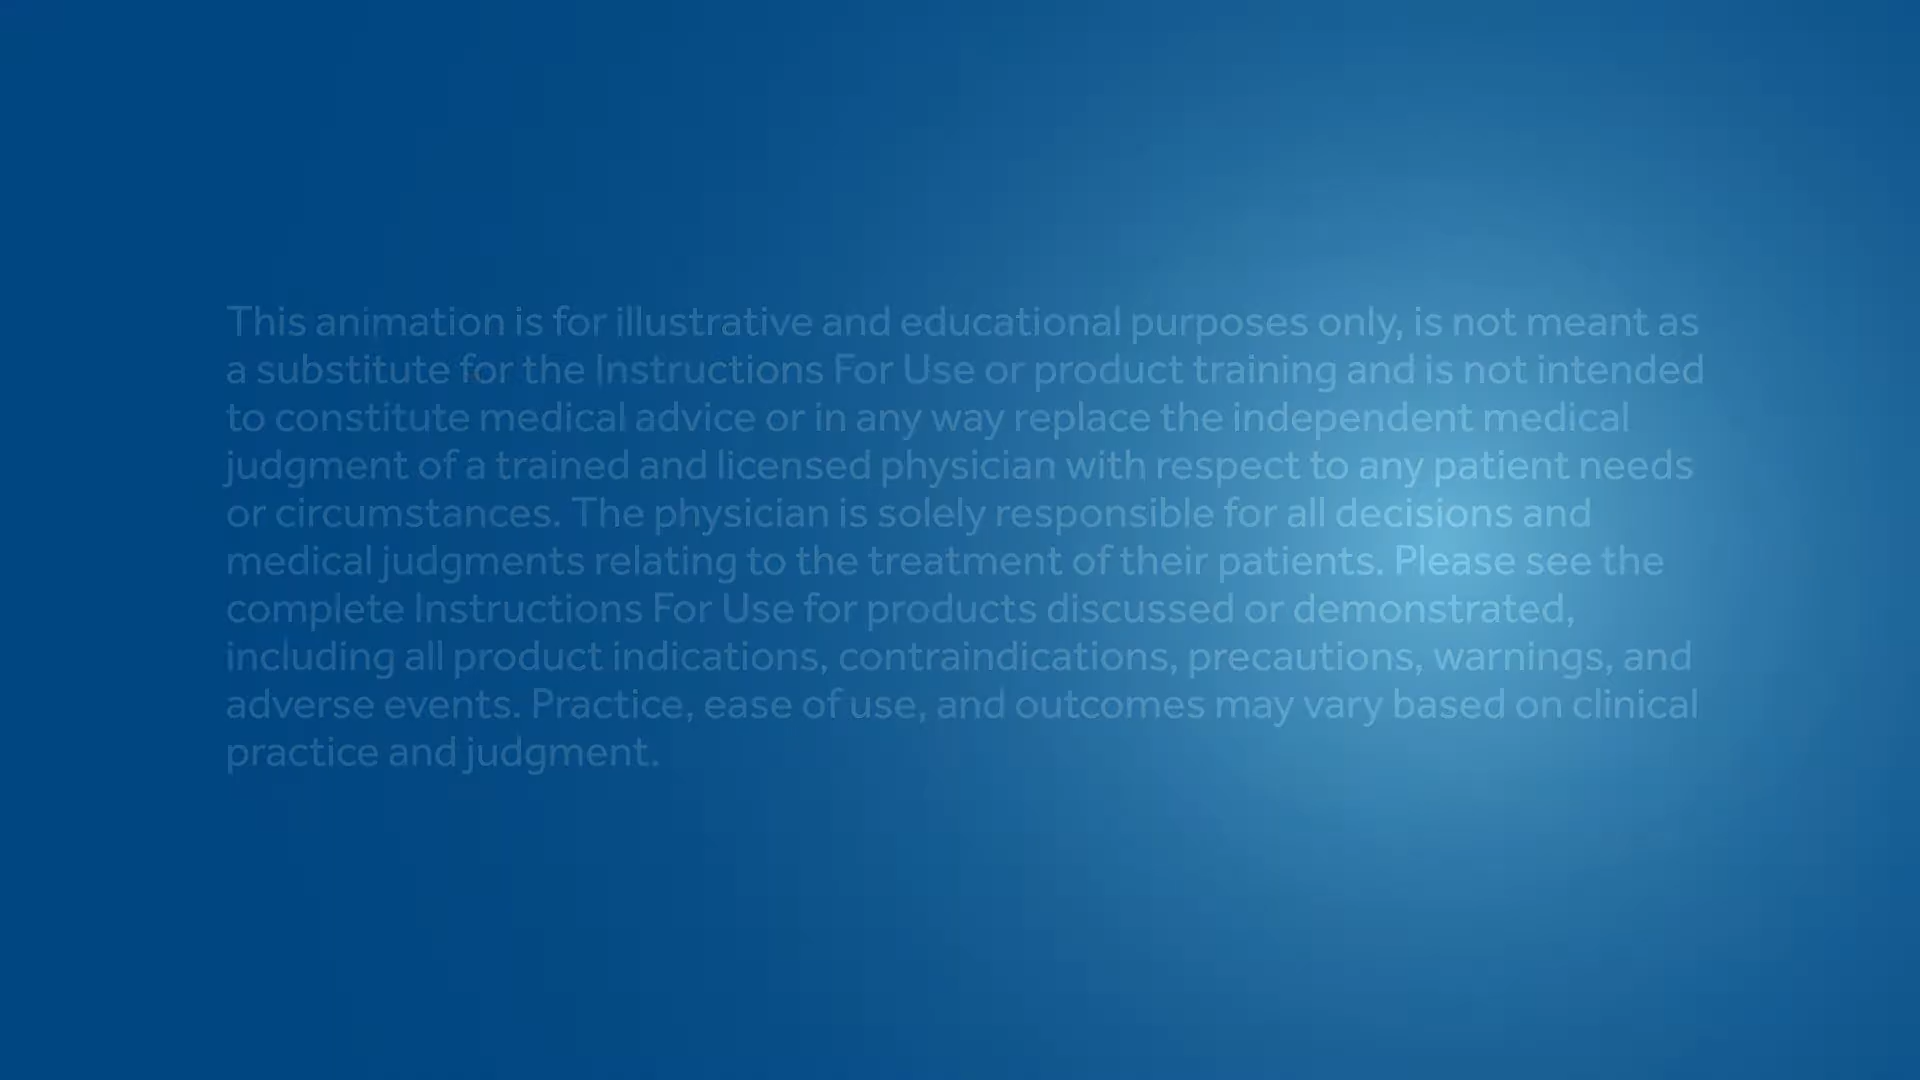 This animation is for illustrative and educational purposes only, is not meant as
a substitute for the Instructions For Use or product training and is not intended
to constitute medical advice or in any way replace the independent medical
judgment of a trained and licensed physician with respect to any patient needs
or circumstances. The physician is solely responsible for all decisions and
medical judgments relating to the treatment of their patients. Please see the
complete Instructions For Use for products discussed or demonstrated,
including all product indications, contraindications, precautions, warnings, and
adverse events. Practice, ease of use, and outcomes may vary based on clinical
practice and judgment.